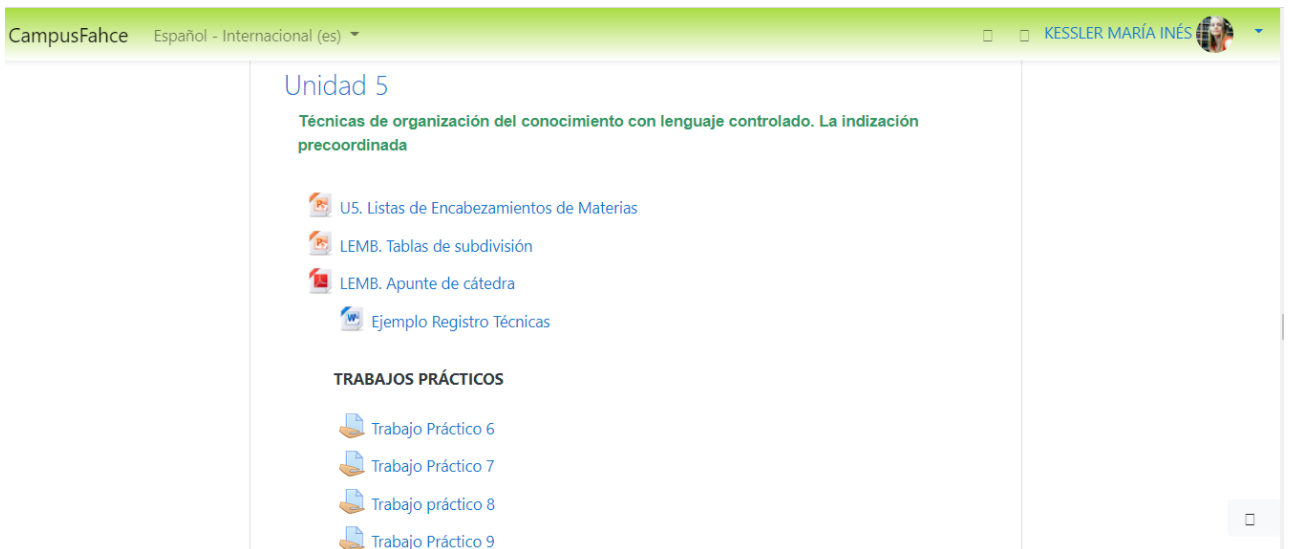 CampusFahce Español - Internacional (es) KESSLER MARÍA INÉS
Unidad 5
Técnicas de organización del conocimiento con lenguaje controlado. La indización
precoordinada
U5. Listas de Encabezamientos de Materias
LEMB. Tablas de subdivisión
LEMB. Apunte de cátedra
Ejemplo Registro Técnicas
TRABAJOS PRÁCTICOS
Trabajo Práctico 6
Trabajo Práctico 7
Trabajo práctico 8
Trabajo Práctico 9